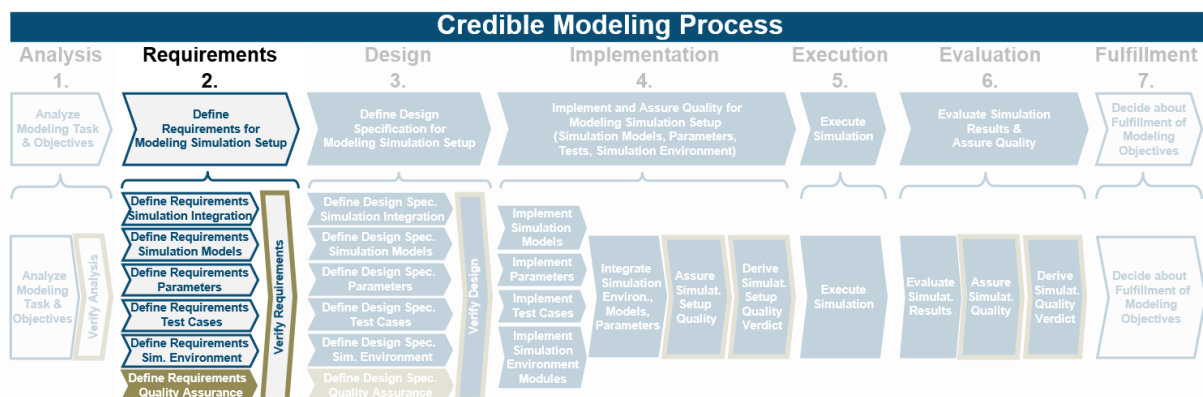 Credible Modeling Process
Analysis
1.
Requirements
2.
Design
3.
Implementation
4.
Execution
5.
Evaluation
6.
Fulfillment
7.
Analyze
Modeling Task
& Objectives
Define
Requirements for
Modeling Simulation Setup
Define Design
Specification for
Modeling Simulation Setup
Implement and Assure Quality for
Modeling Simulation Setup
(Simulation Models, Parameters,
Tests, Simulation Environment)
Execute
Simulation
Evaluate Simulation
Results &
Assure Quality
Decide about
Fulfillment of
Modeling
Objectives
Analyze
Modeling
Task &
Objectives
Verify Analysis
Define Requirements
Simulation Integration
Define Requirements
Simulation Models
Define Requirements
Parameters
Define Requirements
Test Cases
Define Requirements
Sim. Environment
Define Requirements
Quality Assurance
Verify Requirements
Define Design Spec.
Simulation Integration
Define Design Spec.
Simulation Models
Define Design Spec.
Parameters
Define Design Spec.
Test Cases
Define Design Spec.
Sim. Environment
Define Design Spec.
Quality Assurance
Verify Design
Implement
Simulation
Models
Implement
Parameters
Implement
Test Cases
Implement
Simulation
Environment
Modules
Integrate
Simulation
Environ.,
Models,
Parameters
Assure
Simulat.
Setup
Quality
Derive
Simulat.
Setup
Quality
Verdict
Execute
Simulation
Evaluate
Simulat.
Results
Assure
Simulat.
Quality
Derive
Simulat.
Quality
Verdict
Decide about
Fulfillment of
Modeling
Objectives